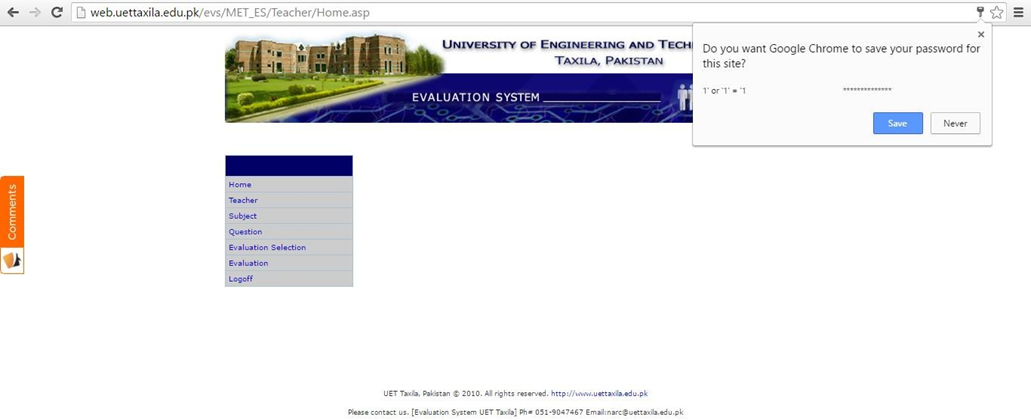 web.uettaxila.edu.pk/evs/MET_ES/Teacher/Home.asp
Do you want Google Chrome to save your password for
this site?
1' or '1' = '1
**************
Save
Never
UNIVERSITY OF ENGINEERING AND TECH
TAXILA, PAKISTAN
EVALUATION SYSTEM
Comments
Home
Teacher
Subject
Question
Evaluation Selection
Evaluation
Logoff
UET Taxila, Pakistan © 2010. All rights reserved. http://www.uettaxila.edu.pk
Please contact us. [Evaluation System UET Taxila] Ph# 051-9047467 Email:narc@uettaxila.edu.pk